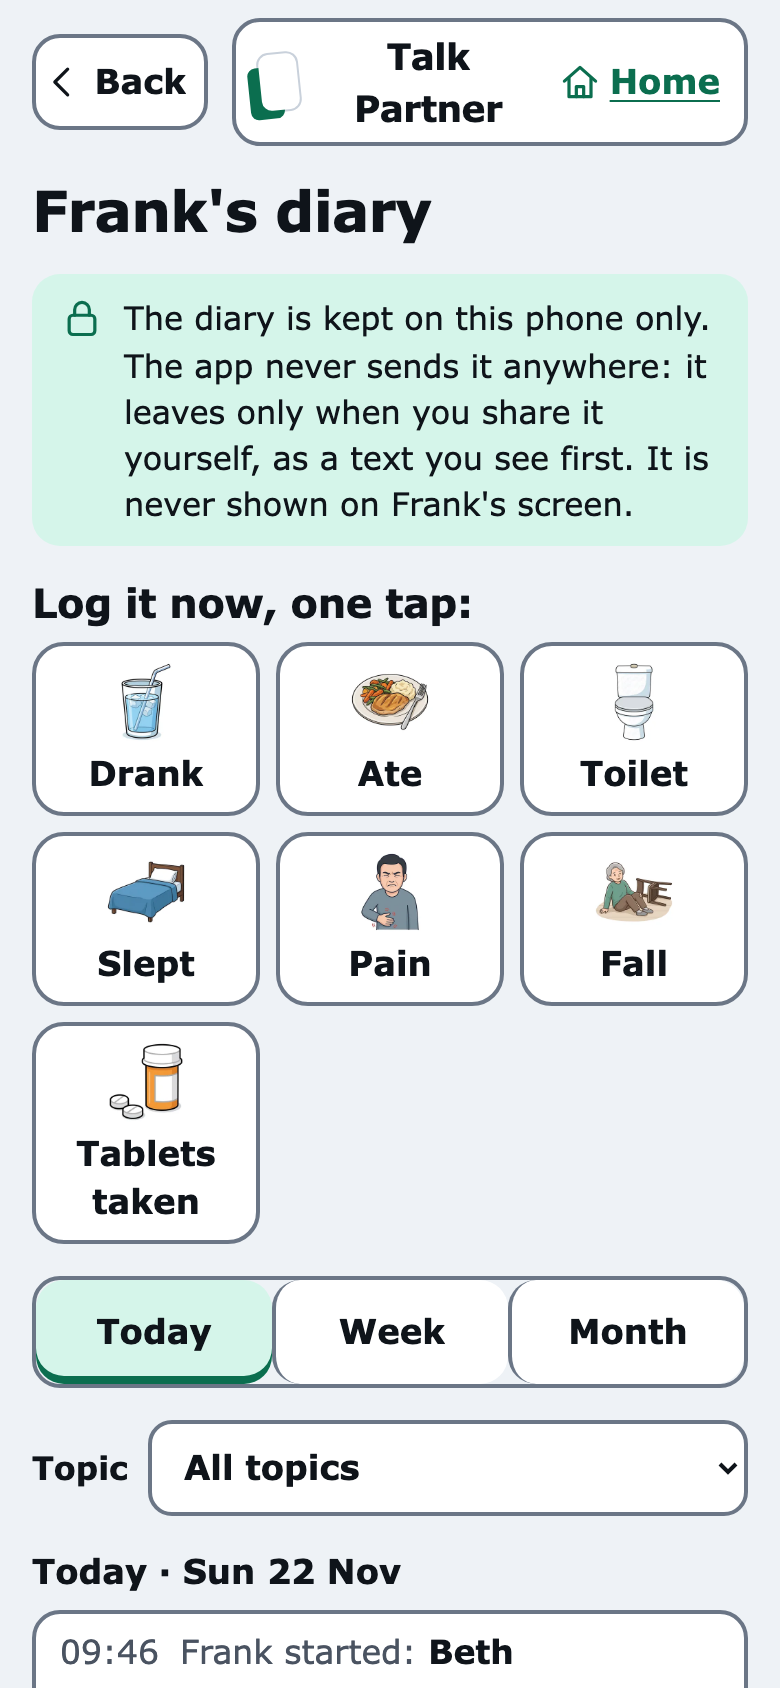 Back
Talk
Partner
Home
Frank's diary
The diary is kept on this phone only.
The app never sends it anywhere: it
leaves only when you share it
yourself, as a text you see first. It is
never shown on Frank's screen.
Log it now, one tap:
Drank
Ate
Toilet
Slept
Pain
Fall
Tablets
taken
Today
Week
Month
Topic
All topics
Today · Sun 22 Nov
09:46 Frank started: Beth